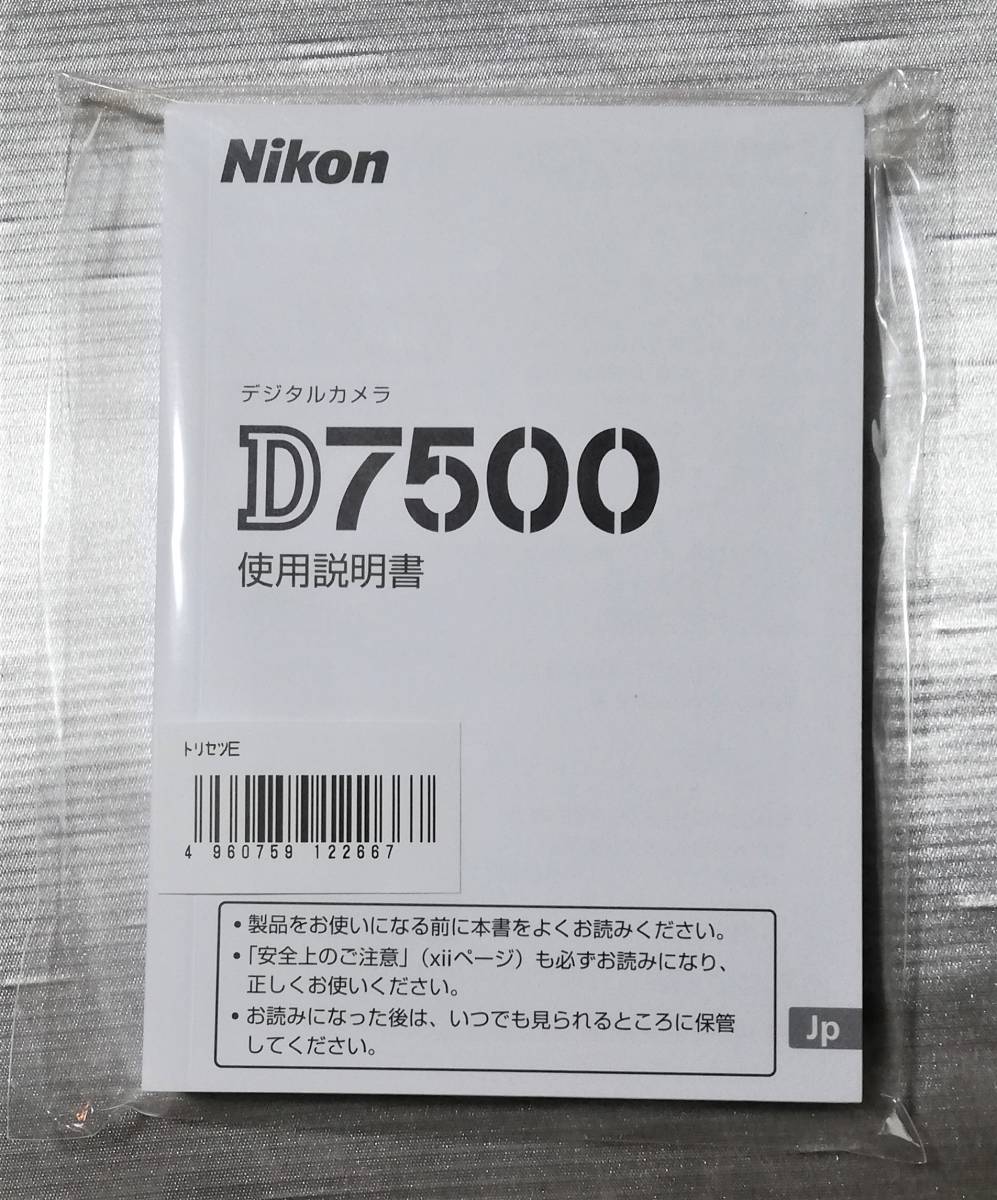 Nikon
デジタルカメラ
D7500
使用説明書
ﾄﾘｾﾂE
4 960759 122667
• 製品をお使いになる前に本書をよくお読みください。
• 「安全上のご注意」（xiiページ）も必ずお読みになり、
正しくお使いください。
• お読みになった後は、いつでも見られるところに保管
してください。
Jp